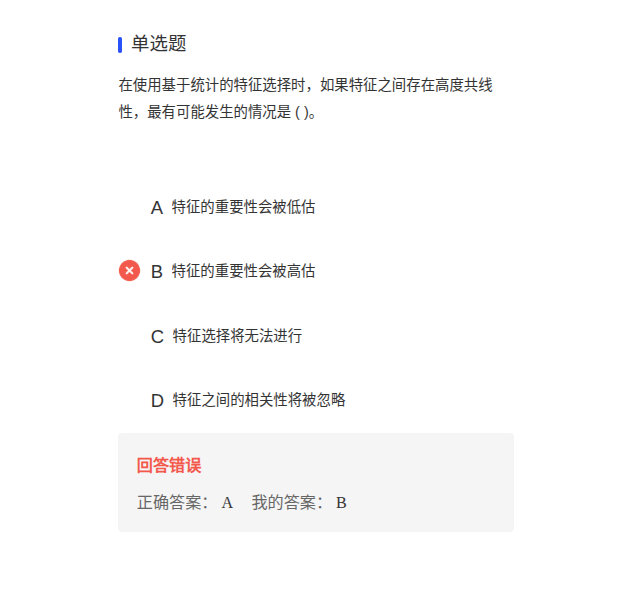 单选题
在使用基于统计的特征选择时，如果特征之间存在高度共线
性，最有可能发生的情况是 ( )。
A 特征的重要性会被低估
B 特征的重要性会被高估
C 特征选择将无法进行
D 特征之间的相关性将被忽略
回答错误
正确答案： A 我的答案： B